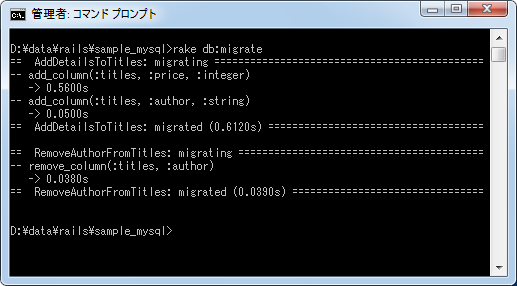 管理者: コマンド プロンプト
D:¥data¥rails¥sample_mysql>rake db:migrate
==  AddDetailsToTitles: migrating =============================================
-- add_column(:titles, :price, :integer)
   -> 0.5600s
-- add_column(:titles, :author, :string)
   -> 0.0500s
==  AddDetailsToTitles: migrated (0.6120s) ====================================
==  RemoveAuthorFromTitles: migrating =========================================
-- remove_column(:titles, :author)
   -> 0.0380s
==  RemoveAuthorFromTitles: migrated (0.0390s) ================================
D:¥data¥rails¥sample_mysql>